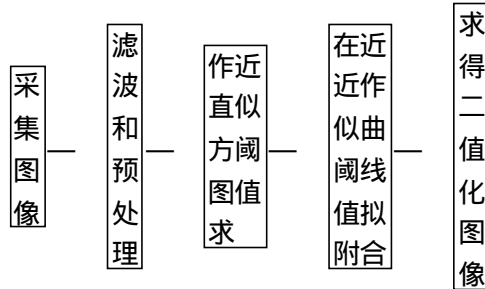 采集图像
滤波和预处理
作直方图求
近似阈值
在近似阈值附
近作曲线拟合
求得二值化图像